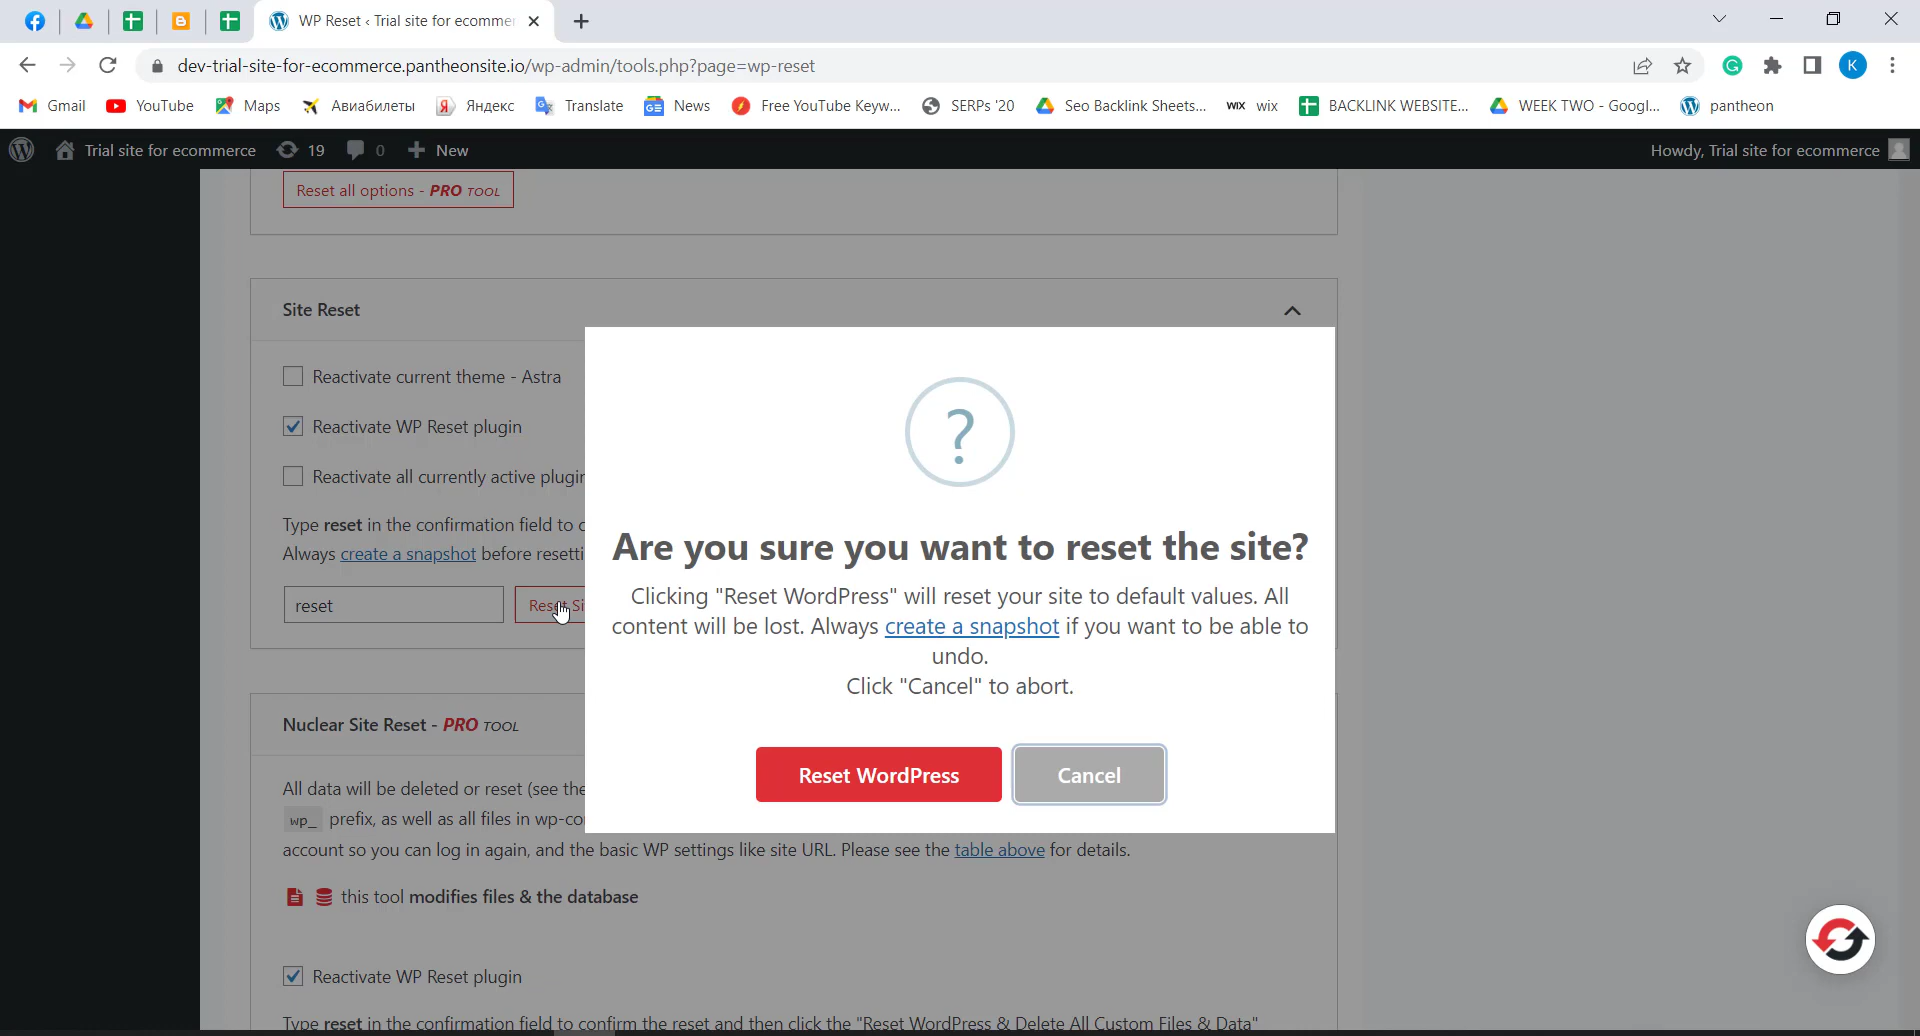 WP Reset ‹ Trial site for ecommer
dev-trial-site-for-ecommerce.pantheonsite.io/wp-admin/tools.php?page=wp-reset
K
Gmail YouTube Maps Авиабилеты Яндекс Translate News Free YouTube Keyw... SERPs '20 Seo Backlink Sheets... WIX wix BACKLINK WEBSITE... WEEK TWO - Googl... pantheon
Trial site for ecommerce 19 0 New Howdy, Trial site for ecommerce
Reset all options - PRO TOOL
Site Reset
Reactivate current theme - Astra
Reactivate WP Reset plugin
Reactivate all currently active plugin
Type reset in the confirmation field to c
Always create a snapshot before resetti
reset Reset Si
?
Are you sure you want to reset the site?
Clicking "Reset WordPress" will reset your site to default values. All
content will be lost. Always create a snapshot if you want to be able to
undo.
Click "Cancel" to abort.
Reset WordPress Cancel
Nuclear Site Reset - PRO TOOL
All data will be deleted or reset (see the
wp_ prefix, as well as all files in wp-co
account so you can log in again, and the basic WP settings like site URL. Please see the table above for details.
this tool modifies files & the database
Reactivate WP Reset plugin
Type reset in the confirmation field to confirm the reset and then click the "Reset WordPress & Delete All Custom Files & Data"